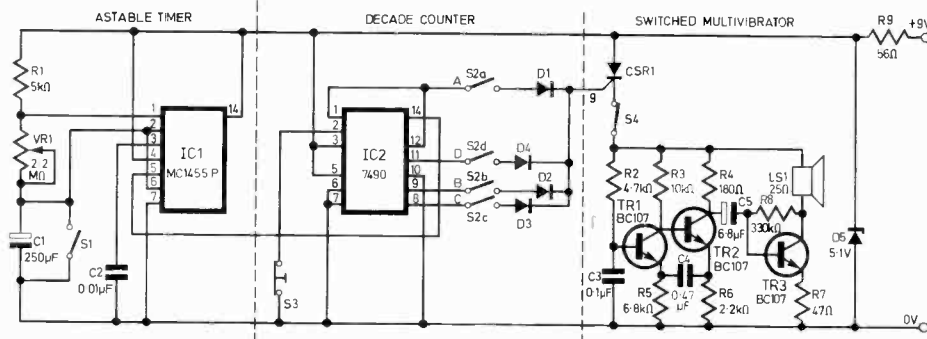 ASTABLE TIMER
DECADE COUNTER
SWITCHED MULTIVIBRATOR
R9
56Ω
+9V
R1
5kΩ
VR1
2·2
MΩ
C1
250µF
S1
C2
0·01µF
1
2
3
4
5
6
7
14
IC1
MC1455 P
S3
1
2
3
5
6
7
14
12
11
10
9
8
IC2
7490
A
S2a
D1
D
S2d
D4
B
S2b
D2
C
S2c
D3
CSR1
g
S4
R2
4·7kΩ
R3
10kΩ
R4
180Ω
LS1
25Ω
TR1
BC107
C5
6·8µF
R8
330kΩ
TR2
BC107
D5
5·1V
C3
0·1µF
C4
0·47
µF
TR3
BC107
R5
6·8kΩ
R6
2·2kΩ
R7
47Ω
0V